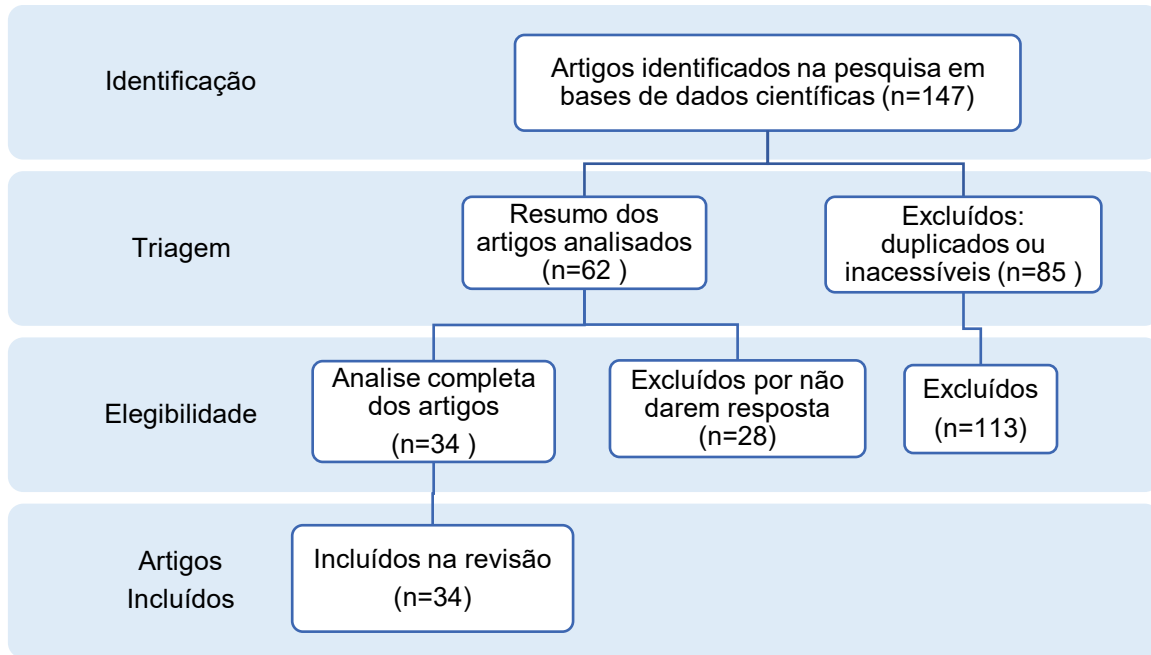 Identificação
Artigos identificados na pesquisa em
bases de dados científicas (n=147)
Triagem
Resumo dos
artigos analisados
(n=62 )
Excluídos:
duplicados ou
inacessíveis (n=85 )
Elegibilidade
Analise completa
dos artigos
(n=34 )
Excluídos por não
darem resposta
(n=28)
Excluídos
(n=113)
Artigos
Incluídos
Incluídos na revisão
(n=34)